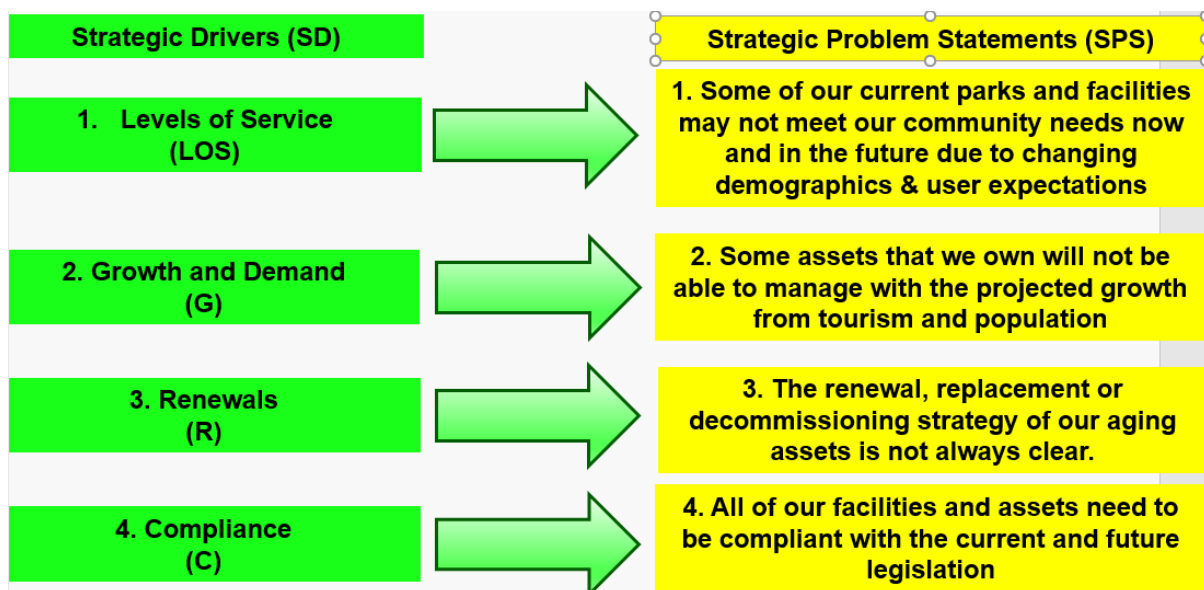 Strategic Drivers (SD)
Strategic Problem Statements (SPS)
1. Levels of Service
(LOS)
1. Some of our current parks and facilities
may not meet our community needs now
and in the future due to changing
demographics & user expectations
2. Growth and Demand
(G)
2. Some assets that we own will not be
able to manage with the projected growth
from tourism and population
3. Renewals
(R)
3. The renewal, replacement or
decommissioning strategy of our aging
assets is not always clear.
4. Compliance
(C)
4. All of our facilities and assets need to
be compliant with the current and future
legislation